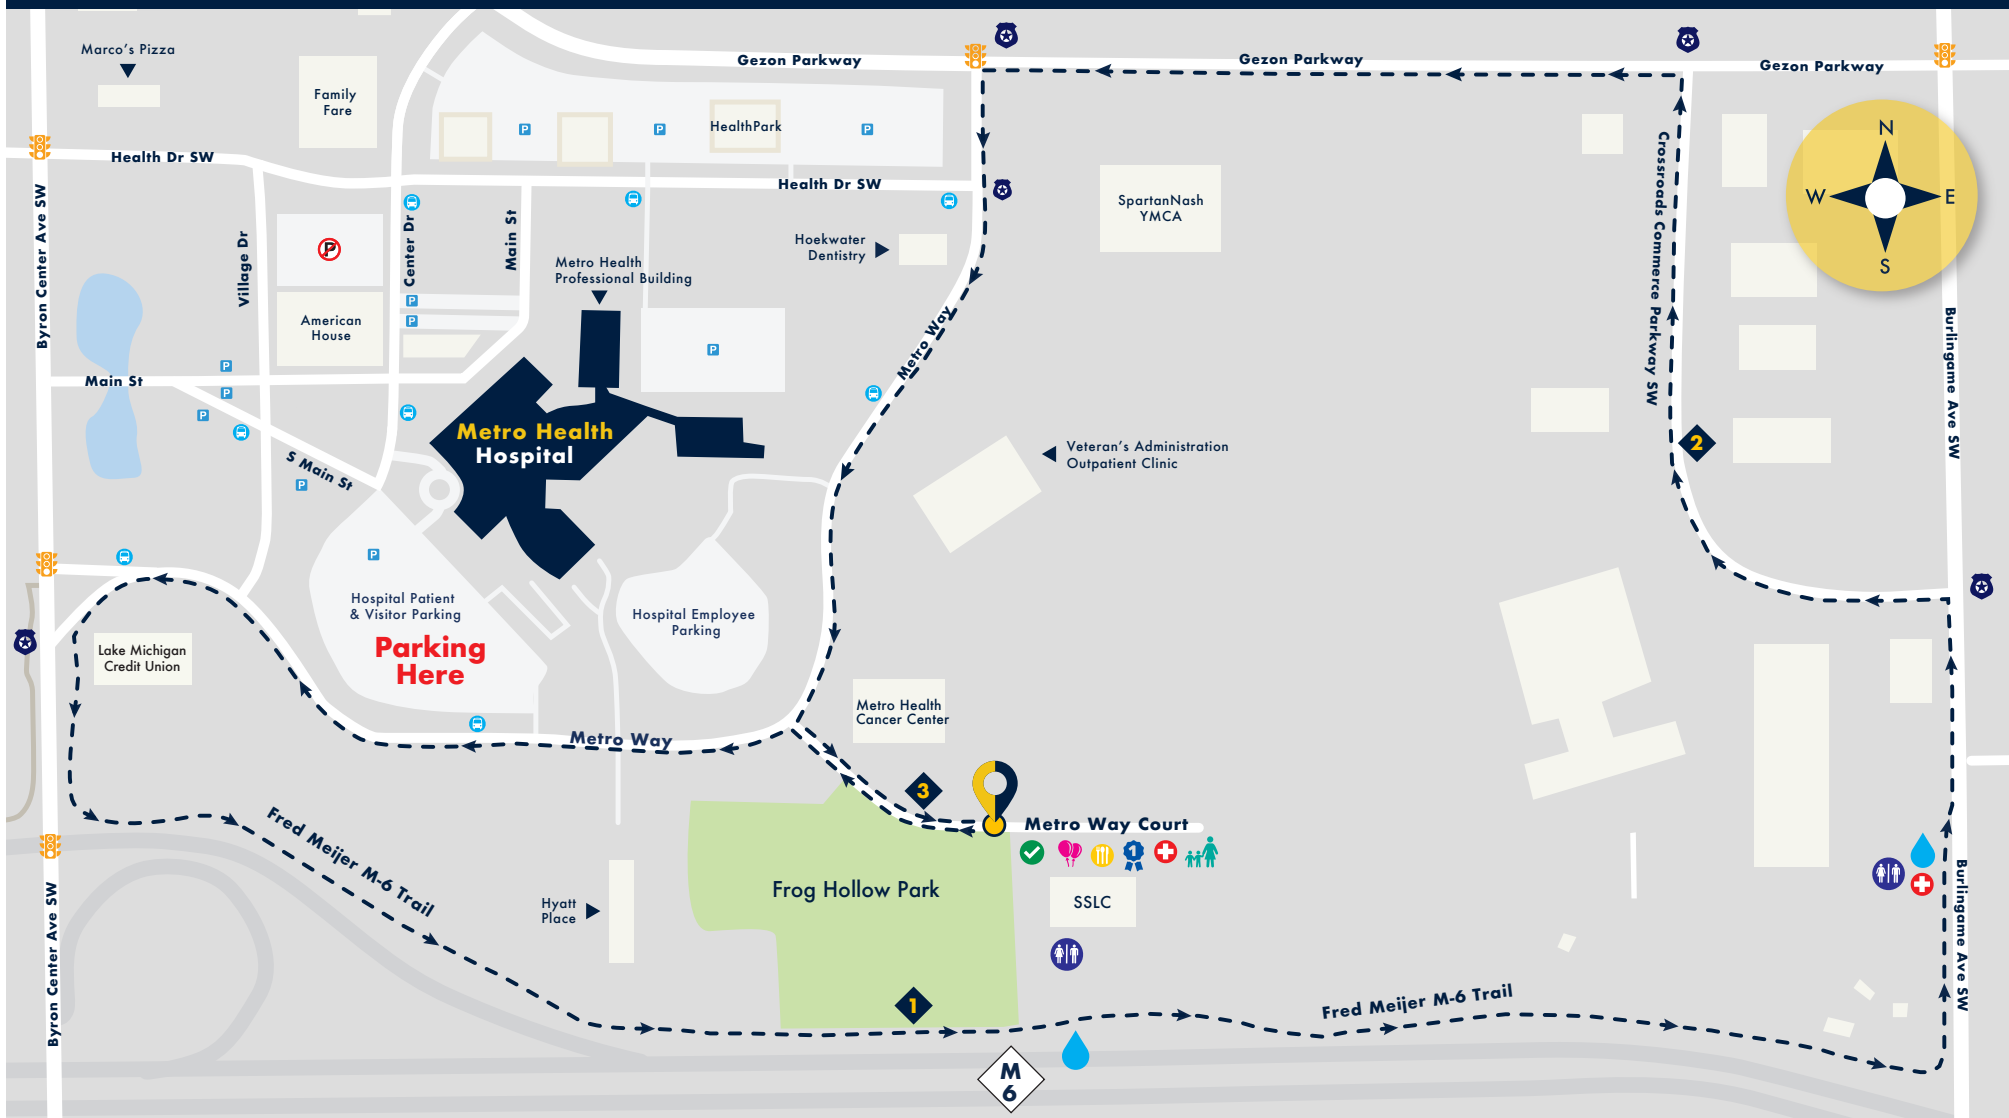 Marco's Pizza
Gezon Parkway
Gezon Parkway
Gezon Parkway
Family
Fare
HealthPark
P
P
P
N
W
E
S
Health Dr SW
Health Dr SW
Byron Center Ave SW
Village Dr
Center Dr
Main St
P
SpartanNash
YMCA
Crossroads Commerce Parkway SW
Hoekwater
Dentistry
Metro Health
Professional Building
American
House
P
P
P
Metro Way
Burlingame Ave SW
Main St
P
P
P
Metro Health
Hospital
S Main St
P
Veteran's Administration
Outpatient Clinic
2
P
Hospital Patient
& Visitor Parking
Parking
Here
Hospital Employee
Parking
Lake Michigan
Credit Union
Metro Health
Cancer Center
Metro Way
3
Metro Way Court
1
Fred Meijer M-6 Trail
Frog Hollow Park
SSLC
Hyatt
Place
Byron Center Ave SW
Burlingame Ave SW
1
Fred Meijer M-6 Trail
M
6